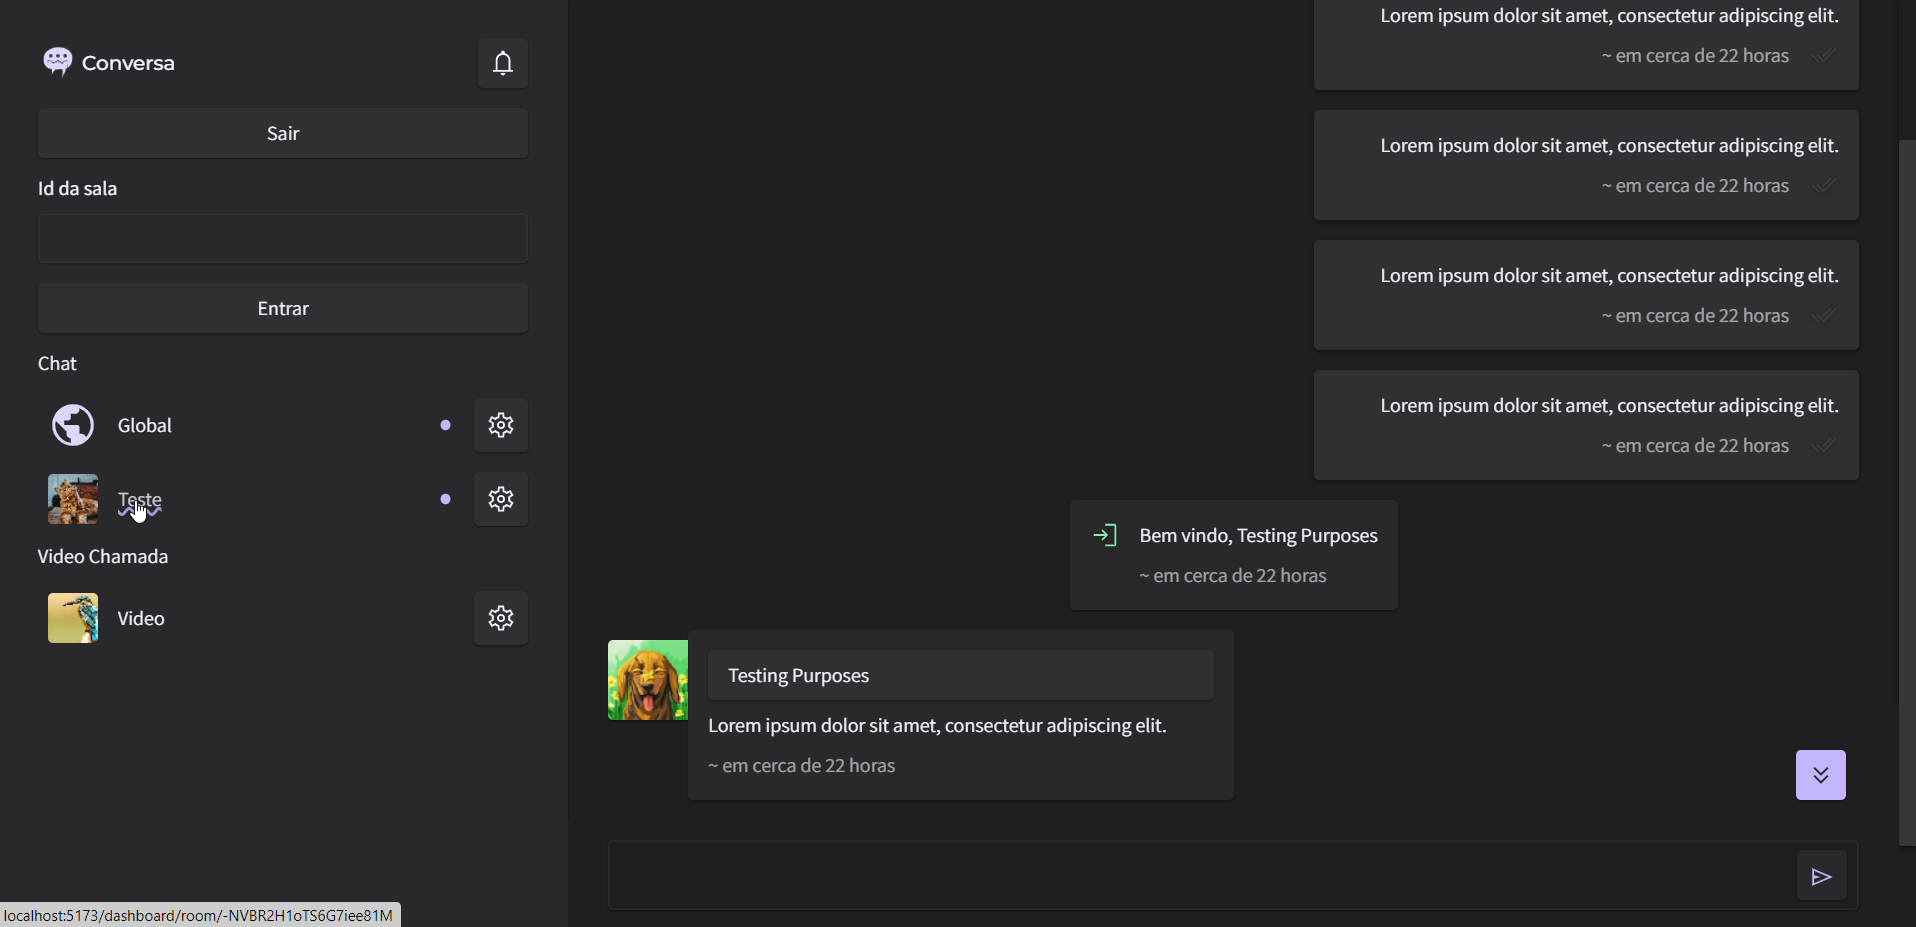 Conversa
Sair
Id da sala
Entrar
Chat
Global
Teste
Video Chamada
Video
Lorem ipsum dolor sit amet, consectetur adipiscing elit.
~ em cerca de 22 horas
Lorem ipsum dolor sit amet, consectetur adipiscing elit.
~ em cerca de 22 horas
Lorem ipsum dolor sit amet, consectetur adipiscing elit.
~ em cerca de 22 horas
Lorem ipsum dolor sit amet, consectetur adipiscing elit.
~ em cerca de 22 horas
Bem vindo, Testing Purposes
~ em cerca de 22 horas
Testing Purposes
Lorem ipsum dolor sit amet, consectetur adipiscing elit.
~ em cerca de 22 horas
localhost:5173/dashboard/room/-NVBR2H1oTS6G7iee81M